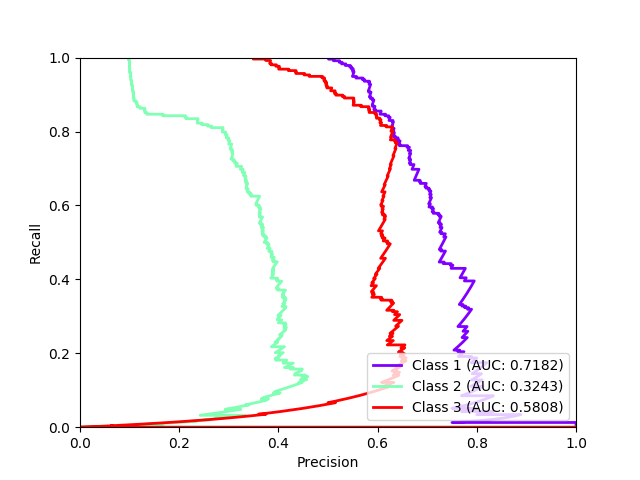 1.0
0.8
0.6
0.4
0.2
0.0
Recall
0.0 0.2 0.4 0.6 0.8 1.0
Precision
Class 1 (AUC: 0.7182)
Class 2 (AUC: 0.3243)
Class 3 (AUC: 0.5808)